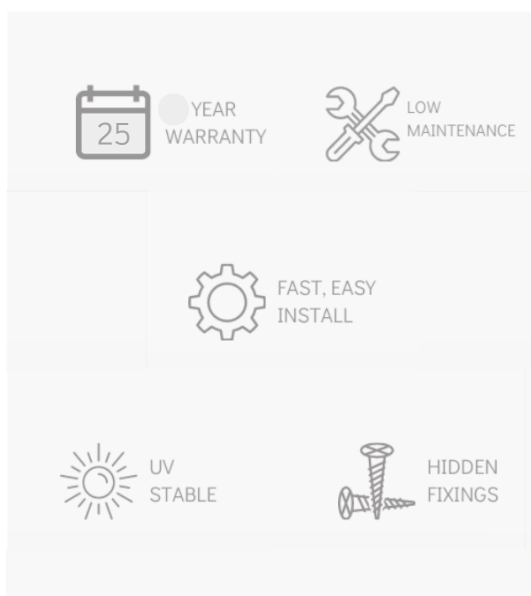 25
YEAR
WARRANTY
LOW
MAINTENANCE
FAST, EASY
INSTALL
UV
STABLE
HIDDEN
FIXINGS